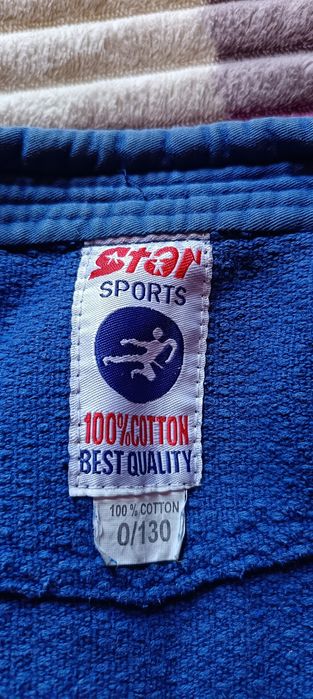 Star
SPORTS
100%COTTON
BEST QUALITY
100% COTTON
0/130